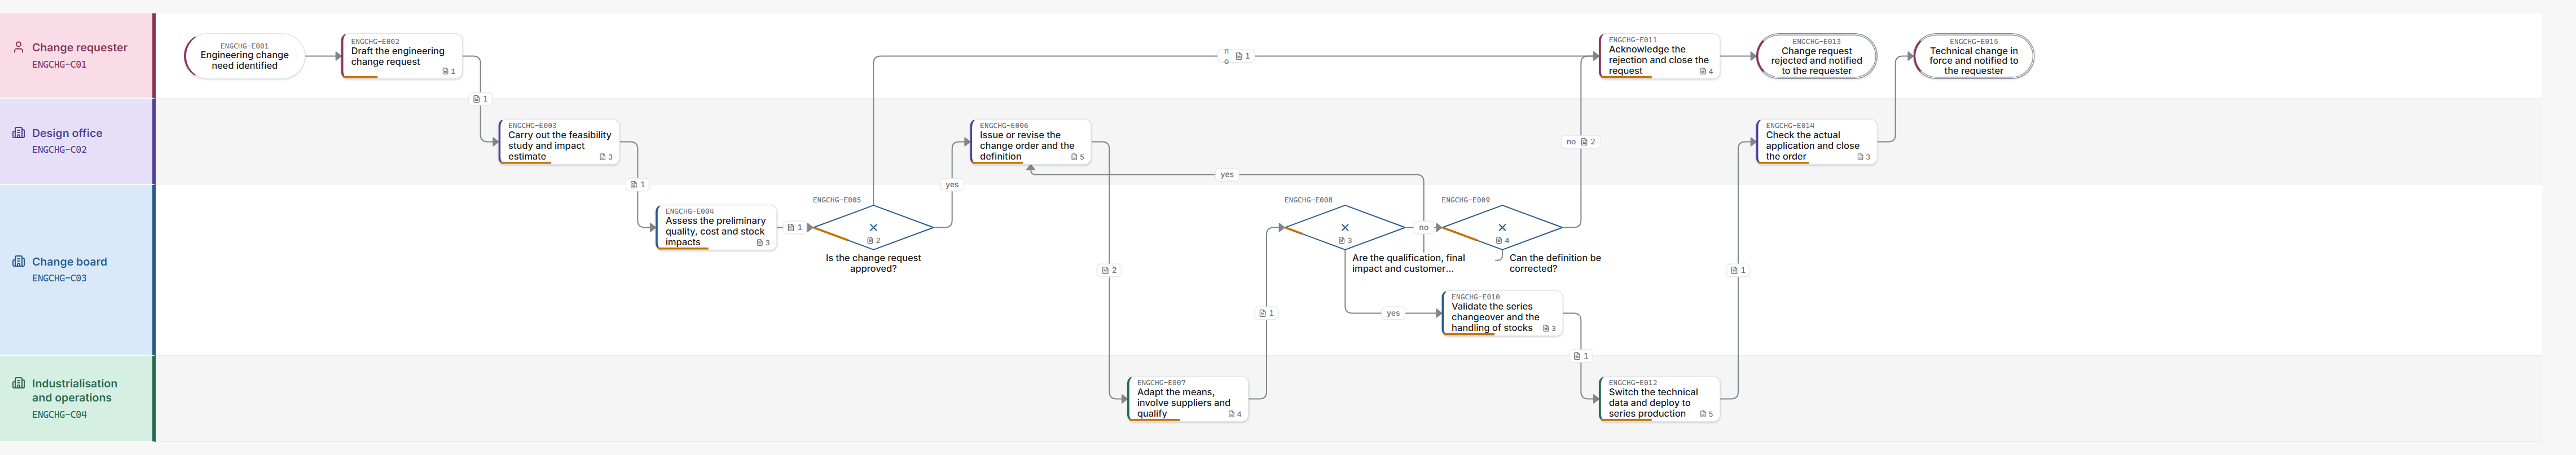 Change requester
ENGCHG-C01
ENGCHG-E001
Engineering change
need identified
ENGCHG-E002
Draft the engineering
change request
1
1
n
o
1
ENGCHG-E011
Acknowledge the
rejection and close the
request
4
ENGCHG-E013
Change request
rejected and notified
to the requester
ENGCHG-E015
Technical change in
force and notified to
the requester
Design office
ENGCHG-C02
ENGCHG-E003
Carry out the feasibility
study and impact
estimate
3
1
ENGCHG-E006
Issue or revise the
change order and the
definition
5
yes
yes
no 2
ENGCHG-E014
Check the actual
application and close
the order
3
Change board
ENGCHG-C03
ENGCHG-E004
Assess the preliminary
quality, cost and stock
impacts
3
1
ENGCHG-E005
2
Is the change request
approved?
2
1
ENGCHG-E008
3
Are the qualification, final
impact and customer...
no
ENGCHG-E009
4
Can the definition be
corrected?
yes
ENGCHG-E010
Validate the series
changeover and the
handling of stocks
3
1
1
Industrialisation
and operations
ENGCHG-C04
ENGCHG-E007
Adapt the means,
involve suppliers and
qualify
4
ENGCHG-E012
Switch the technical
data and deploy to
series production
5